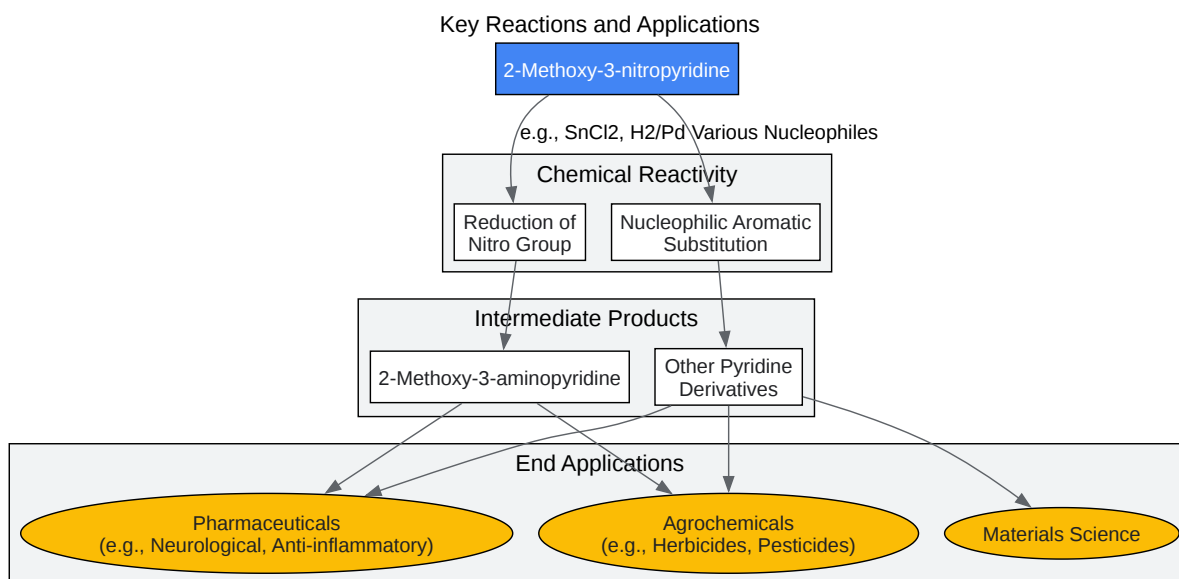 Key Reactions and Applications
2-Methoxy-3-nitropyridine
e.g., SnCl2, H2/Pd Various Nucleophiles
Chemical Reactivity
Reduction of
Nitro Group
Nucleophilic Aromatic
Substitution
Intermediate Products
2-Methoxy-3-aminopyridine
Other Pyridine
Derivatives
End Applications
Pharmaceuticals
(e.g., Neurological, Anti-inflammatory)
Agrochemicals
(e.g., Herbicides, Pesticides)
Materials Science